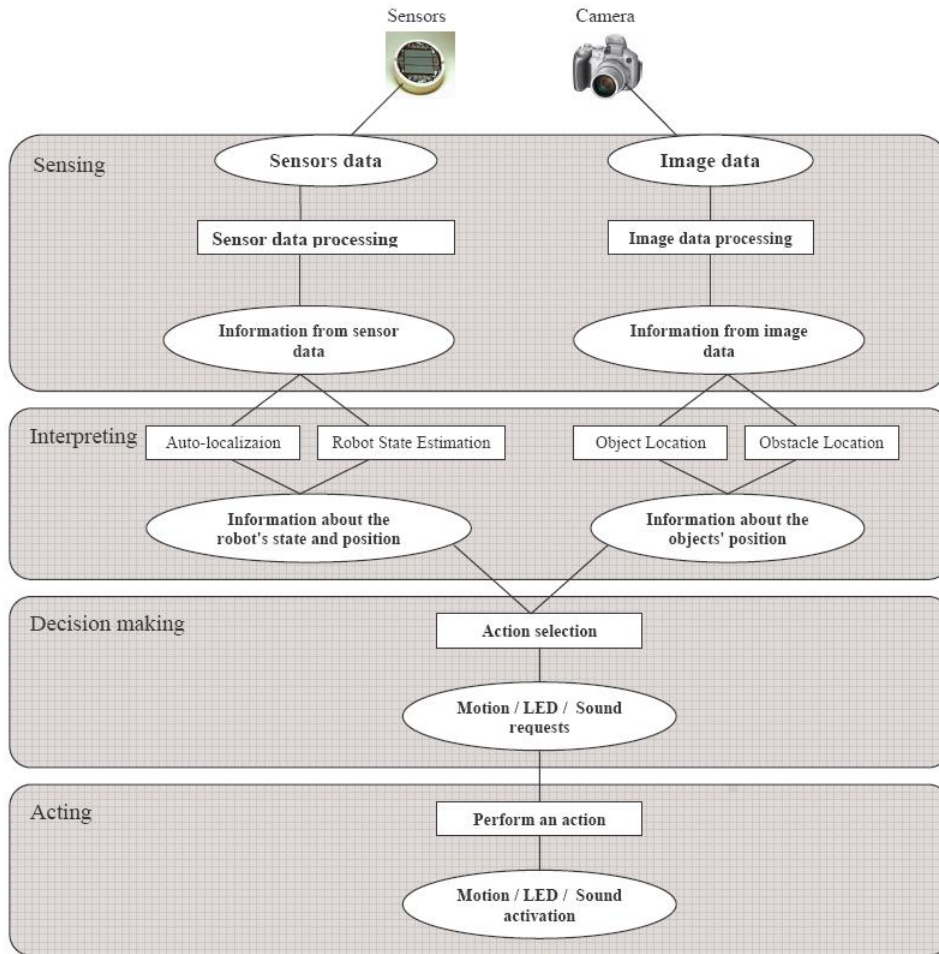 Sensors
Camera
Sensing
Sensors data
Image data
Sensor data processing
Image data processing
Information from sensor
data
Information from image
data
Interpreting
Auto-localizaion
Robot State Estimation
Object Location
Obstacle Location
Information about the
robot's state and position
Information about the
objects' position
Decision making
Action selection
Motion / LED / Sound
requests
Acting
Perform an action
Motion / LED / Sound
activation